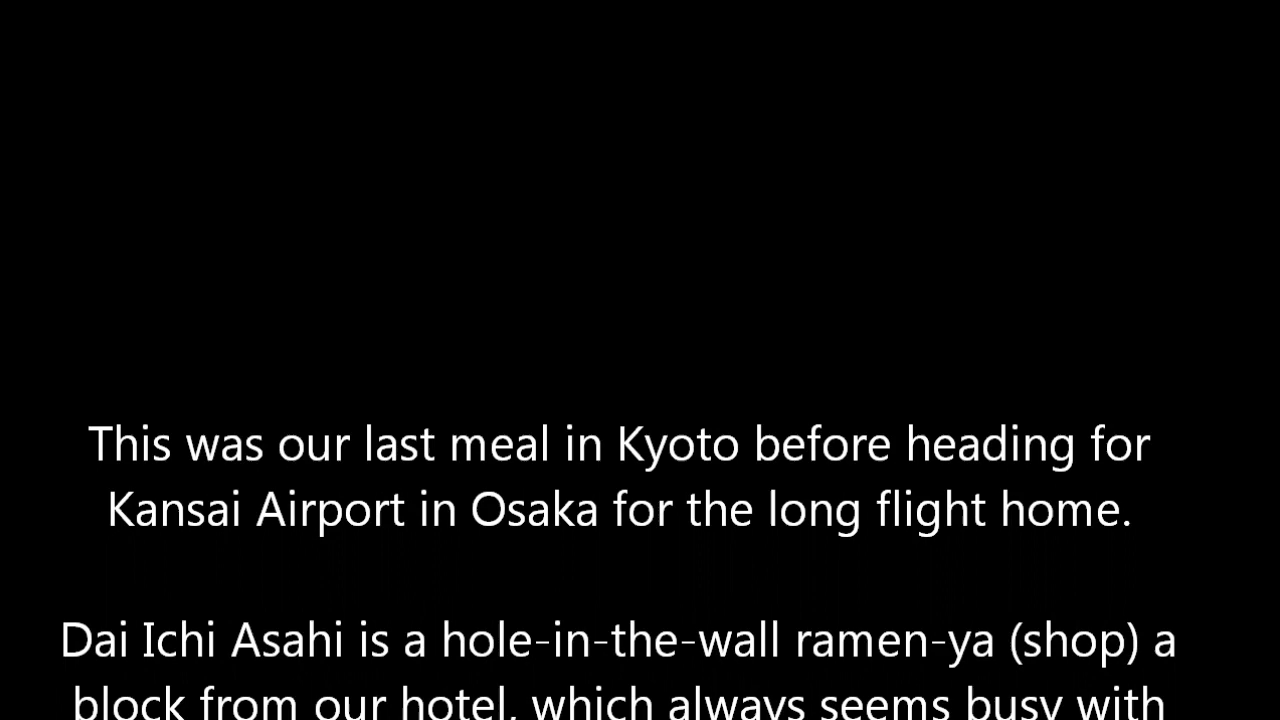 This was our last meal in Kyoto before heading for
Kansai Airport in Osaka for the long flight home.
Dai Ichi Asahi is a hole-in-the-wall ramen-ya (shop) a
block from our hotel, which always seems busy with